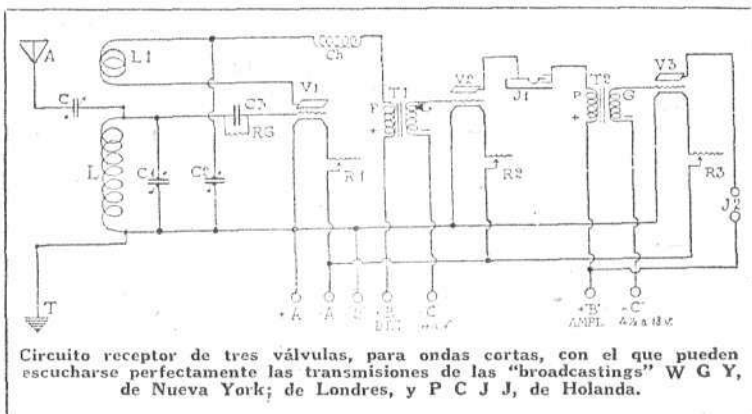 A
L1
Ch
V1
T1
V2
J1
T2
V3
C
C3
RG
P
G
P
G
L
C1
C2
R1
+
R2
+
R3
J2
T
+A
-A
-B
+B
DET.
-C
+"B"
AMPL.
-"C"
4½ a 18 v.
Circuito receptor de tres válvulas, para ondas cortas, con el que pueden
escucharse perfectamente las transmisiones de las "broadcastings" W G Y,
de Nueva York; de Londres, y P C J J, de Holanda.